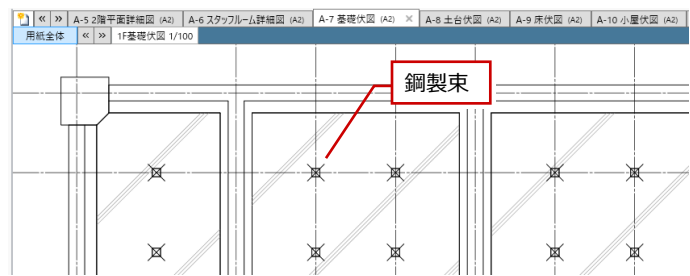 « » A-5 2階平面詳細図 (A2) A-6 スタッフルーム詳細図 (A2) A-7 基礎伏図 (A2) × A-8 土台伏図 (A2) A-9 床伏図 (A2) A-10 小屋伏図 (A2)
用紙全体 « » 1F基礎伏図 1/100
鋼製束